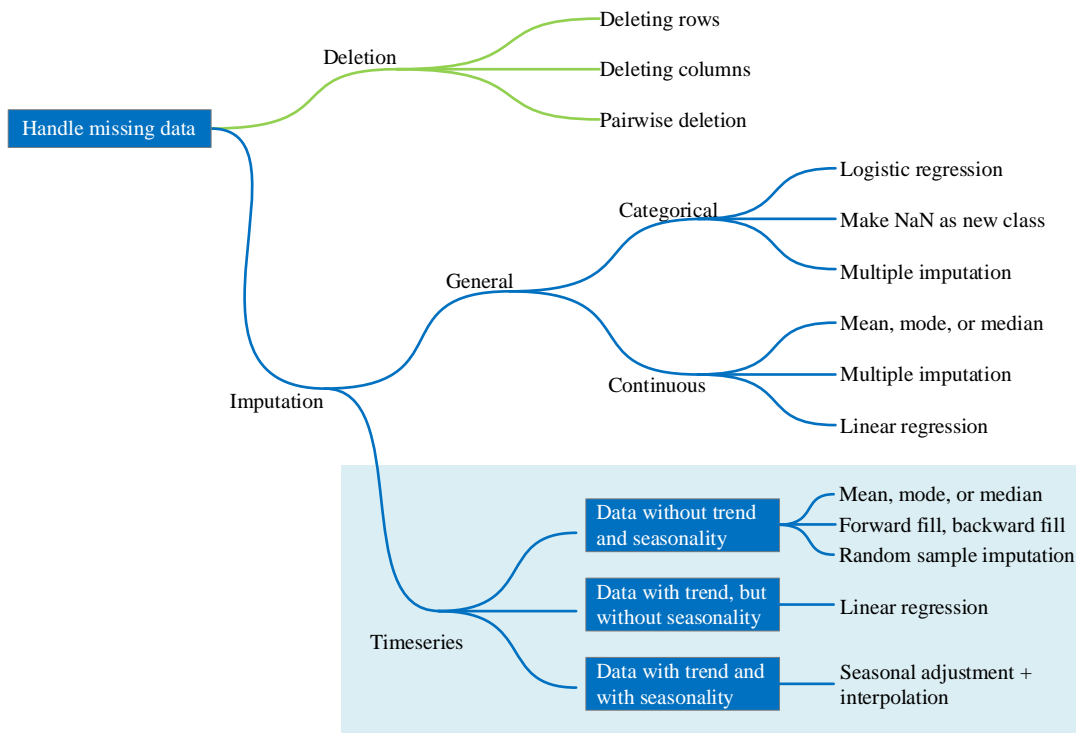 Deleting rows
Deletion
Deleting columns
Handle missing data
Pairwise deletion
Logistic regression
Categorical
Make NaN as new class
General
Multiple imputation
Mean, mode, or median
Continuous
Multiple imputation
Imputation
Linear regression
Data without trend
and seasonality
Mean, mode, or median
Forward fill, backward fill
Random sample imputation
Data with trend, but
without seasonality
Linear regression
Timeseries
Data with trend and
with seasonality
Seasonal adjustment +
interpolation